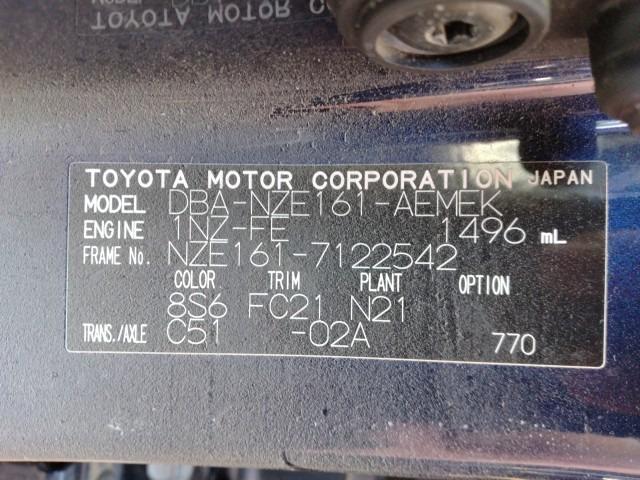 TOYOTA MOTOR CORPORATION JAPAN
MODEL DBA-NZE161-AEMEK
ENGINE 1NZ-FE 1496 mL
FRAME No. NZE161-7122542
COLOR TRIM PLANT OPTION
8S6 FC21 N21
TRANS./AXLE C51 -02A 770